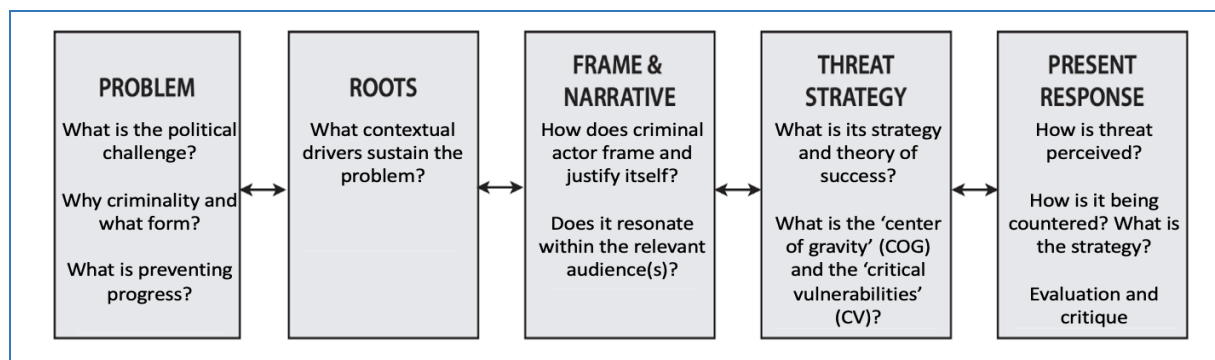 PROBLEM
What is the political
challenge?
Why criminality and
what form?
What is preventing
progress?
ROOTS
What contextual
drivers sustain the
problem?
FRAME &
NARRATIVE
How does criminal
actor frame and
justify itself?
Does it resonate
within the relevant
audience(s)?
THREAT
STRATEGY
What is its strategy
and theory of
success?
What is the ‘center
of gravity’ (COG)
and the ‘critical
vulnerabilities’
(CV)?
PRESENT
RESPONSE
How is threat
perceived?
How is it being
countered? What is
the strategy?
Evaluation and
critique